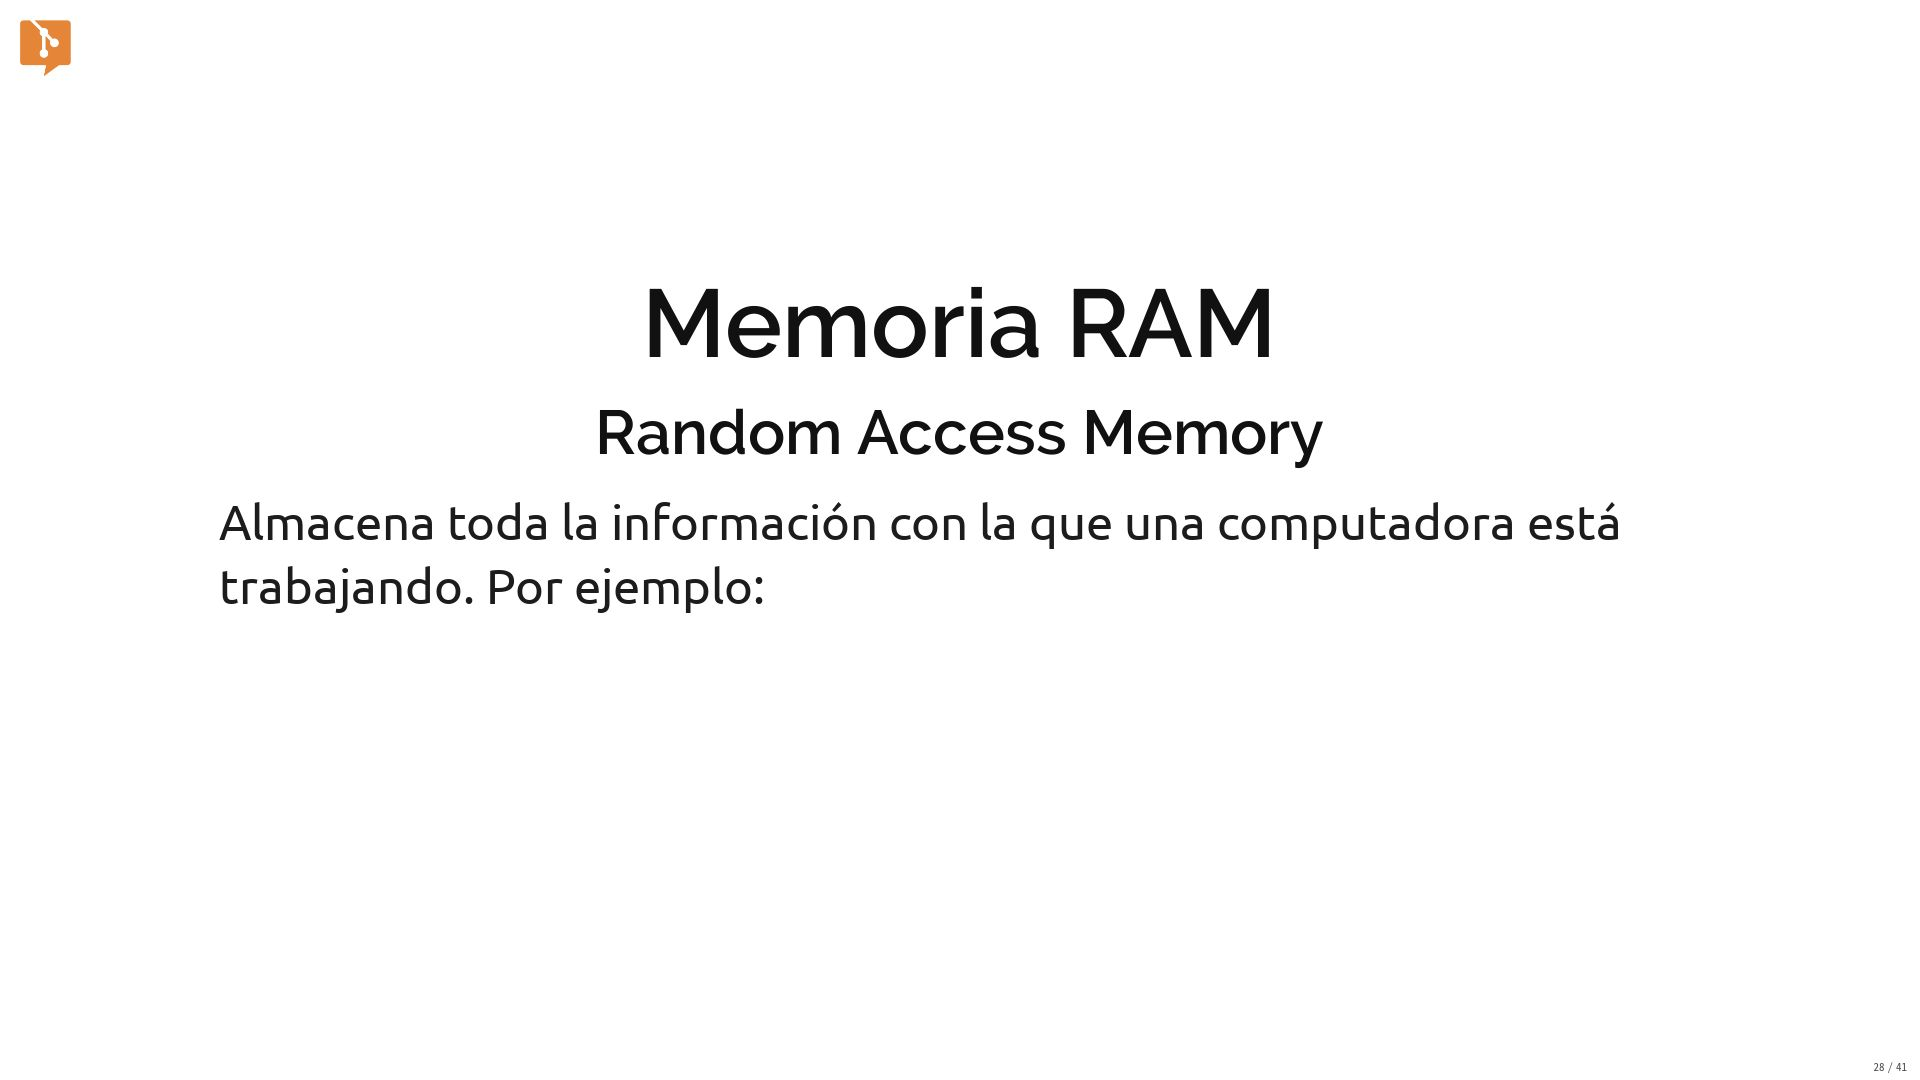 Memoria RAM
Random Access Memory
Almacena toda la información con la que una computadora está
trabajando. Por ejemplo:
28 / 41